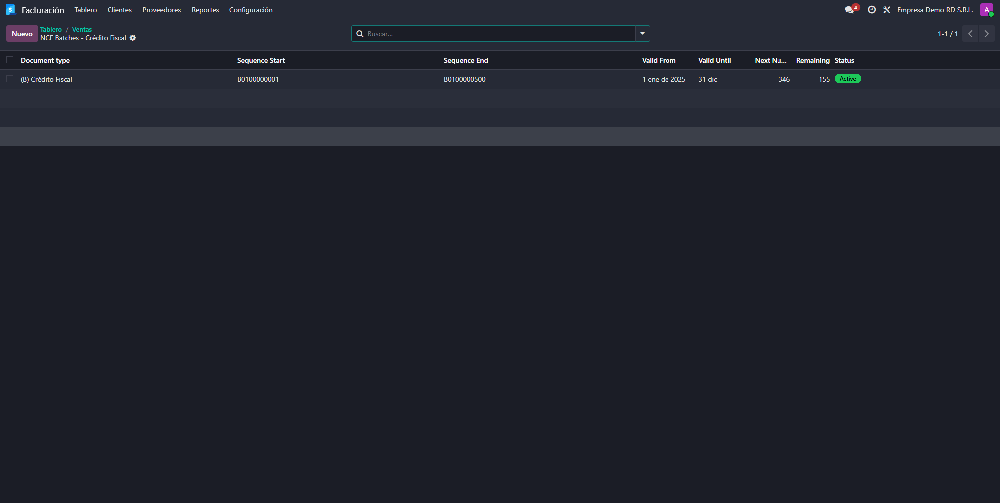 Facturación Tablero Clientes Proveedores Reportes Configuración 4 Empresa Demo RD S.R.L. A
Nuevo Tablero / Ventas
NCF Batches - Crédito Fiscal
Buscar...
1-1 / 1
Document type Sequence Start Sequence End Valid From Valid Until Next Nu... Remaining Status
(B) Crédito Fiscal B0100000001 B0100000500 1 ene de 2025 31 dic 346 155 Active